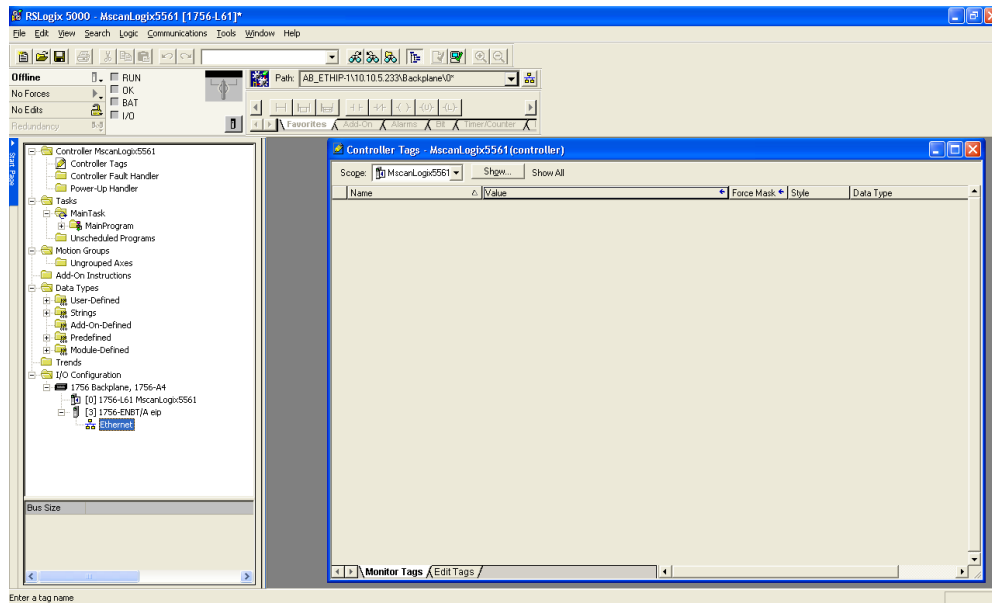 RSLogix 5000 - MscanLogix5561 [1756-L61]*
File Edit View Search Logic Communications Tools Window Help
Offline
RUN
Path: AB_ETHIP-1\10.10.5.233\Backplane\0*
No Forces
OK
No Edits
BAT
I/O
Redundancy
Favorites Add-On Alarms Bit Timer/Counter
Start Page
Controller MscanLogix5561
Controller Tags
Controller Fault Handler
Power-Up Handler
Tasks
MainTask
MainProgram
Unscheduled Programs
Motion Groups
Ungrouped Axes
Add-On Instructions
Data Types
User-Defined
Strings
Add-On-Defined
Predefined
Module-Defined
Trends
I/O Configuration
1756 Backplane, 1756-A4
[0] 1756-L61 MscanLogix5561
[3] 1756-ENBT/A eip
Ethernet
Bus Size
Controller Tags - MscanLogix5561(controller)
Scope: MscanLogix5561 Show... Show All
Name Value Force Mask Style Data Type
Monitor Tags Edit Tags
Enter a tag name